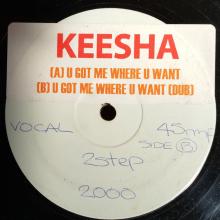 KEESHA
(A) U GOT ME WHERE U WANT
(B) U GOT ME WHERE U WANT (DUB)
VOCAL
45rpm
SIDE B
2step
2000